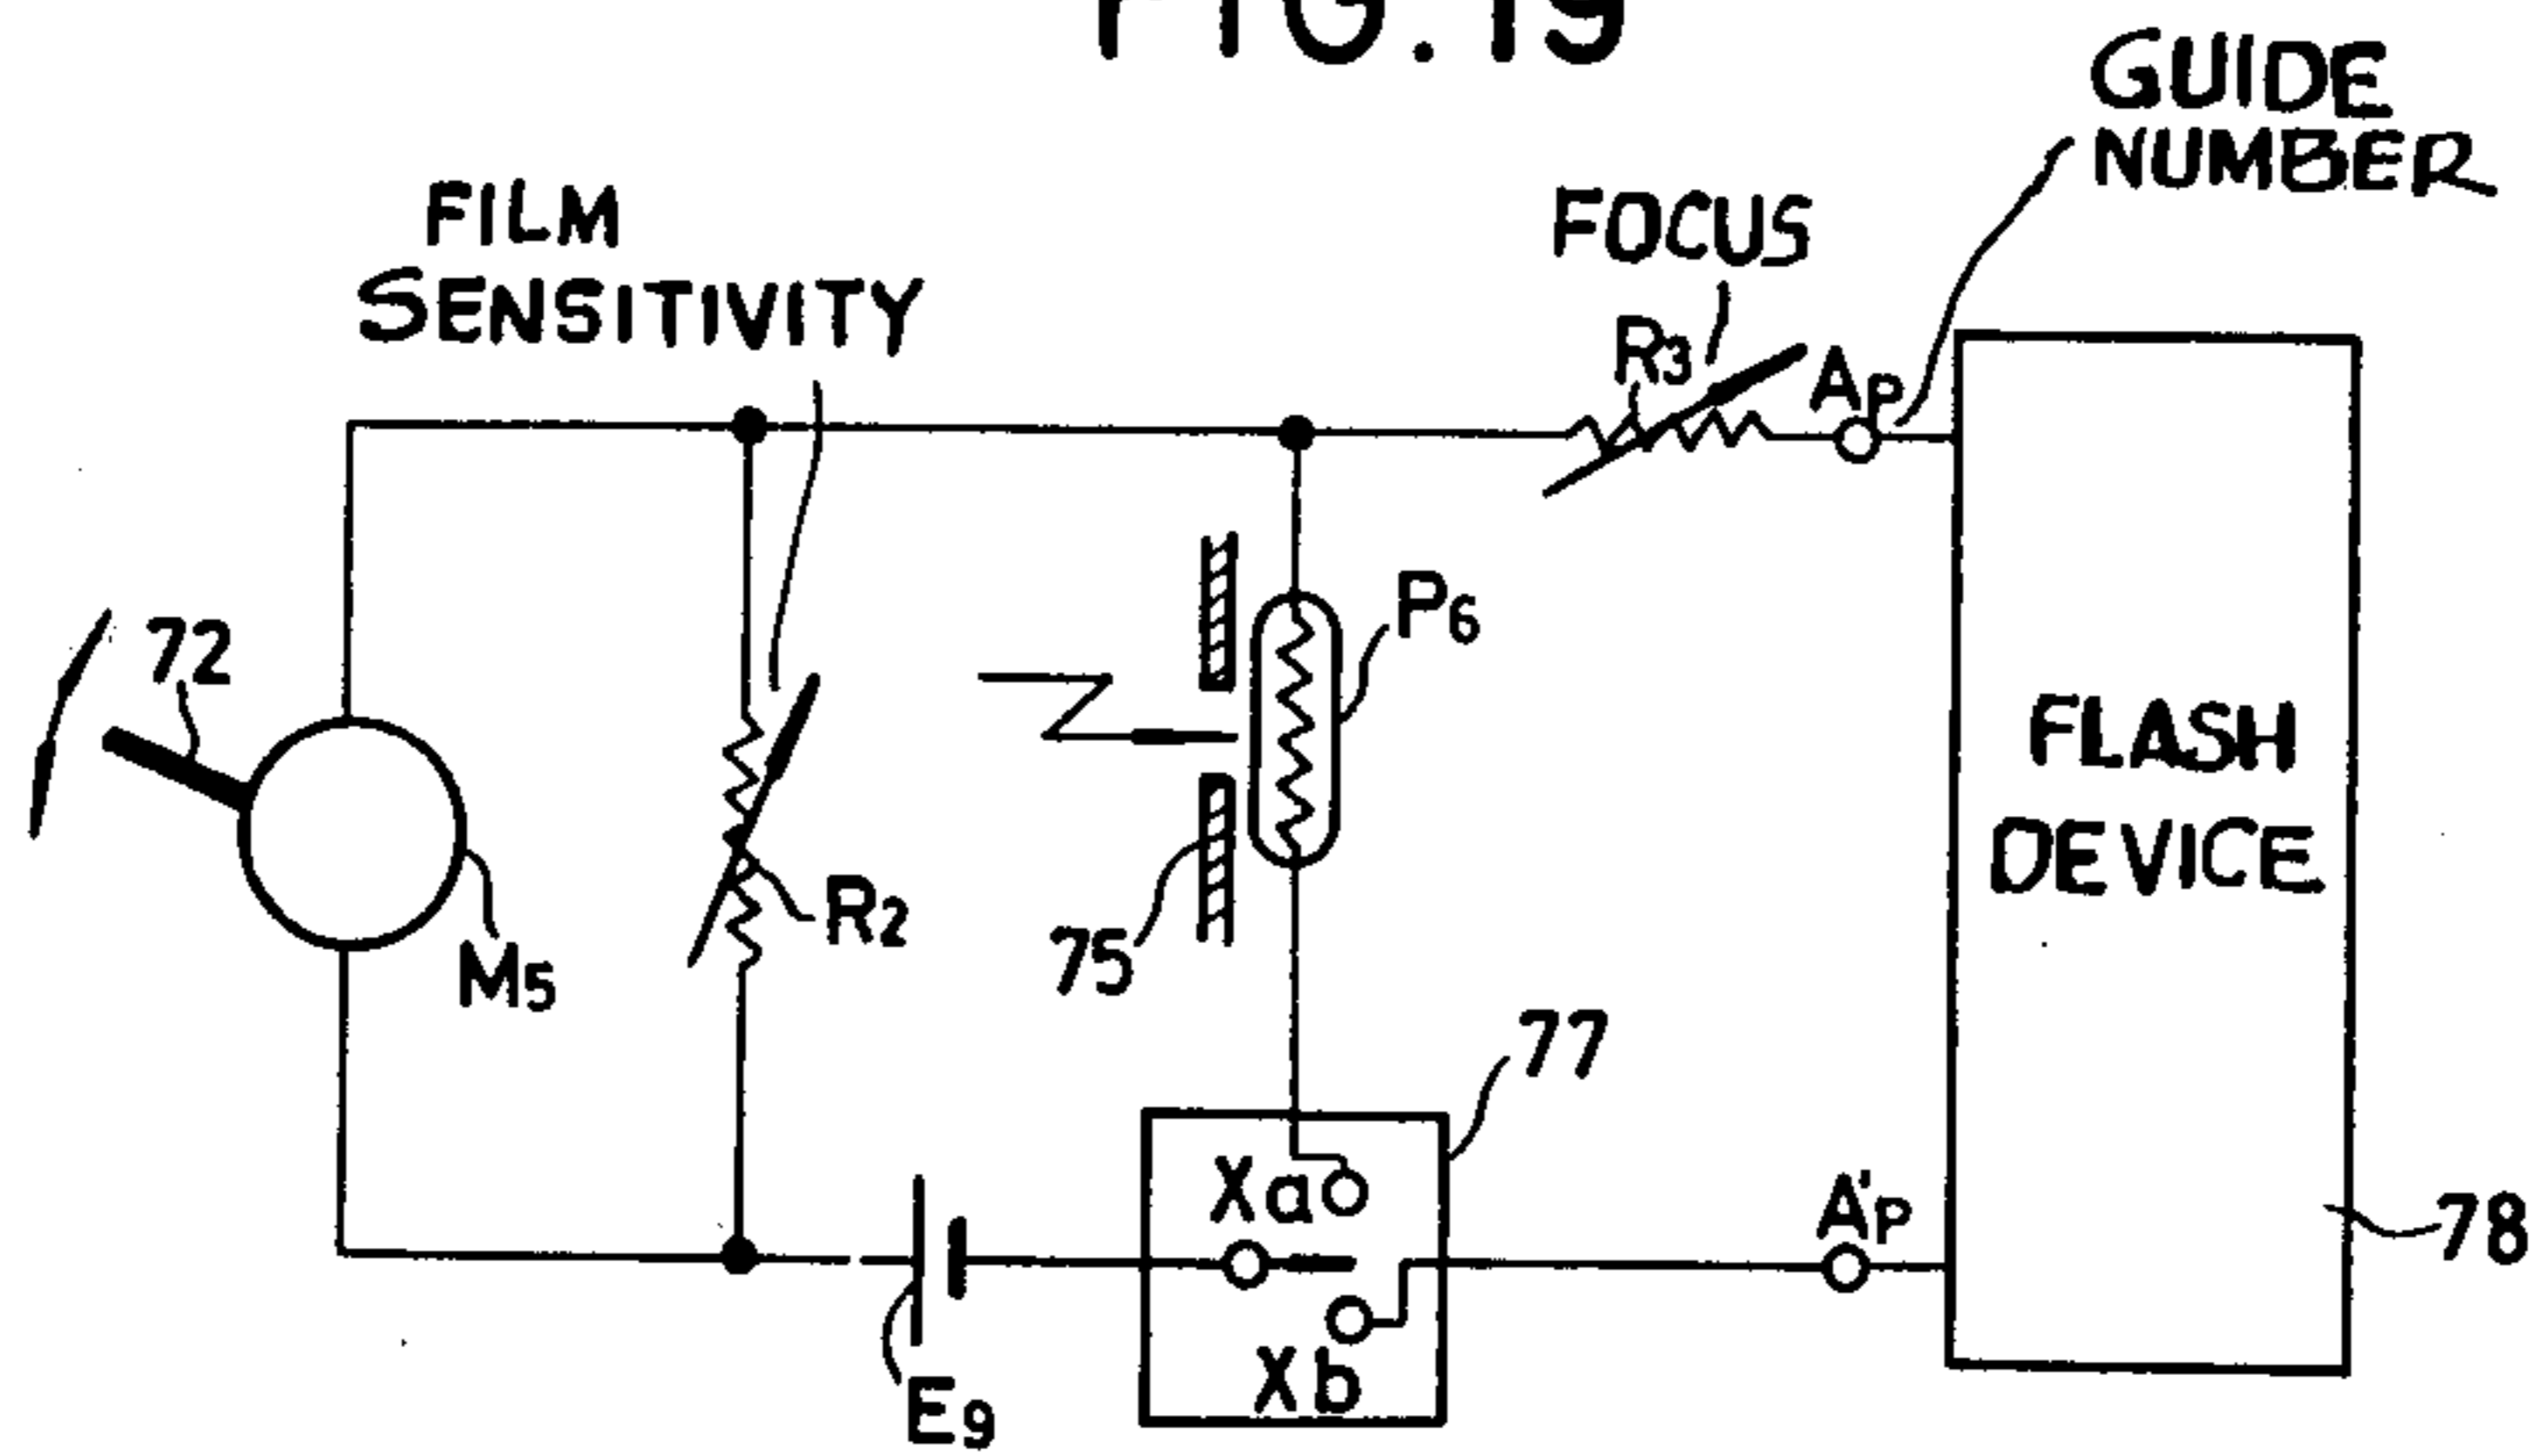 FIG. 19
GUIDE
NUMBER
FILM
SENSITIVITY
FOCUS
R3
AP
72
P6
FLASH
DEVICE
R2
M5
75
77
Xa
A'P
78
Xb
E9